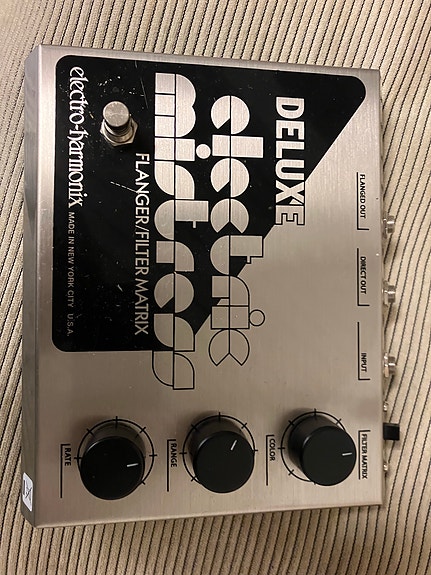 FLANGED OUT
DIRECT OUT
INPUT
FILTER MATRIX
DELUXE
electric
mistress
FLANGER/FILTER MATRIX
COLOR
RANGE
RATE
electro-harmonix MADE IN NEW YORK CITY U.S.A.